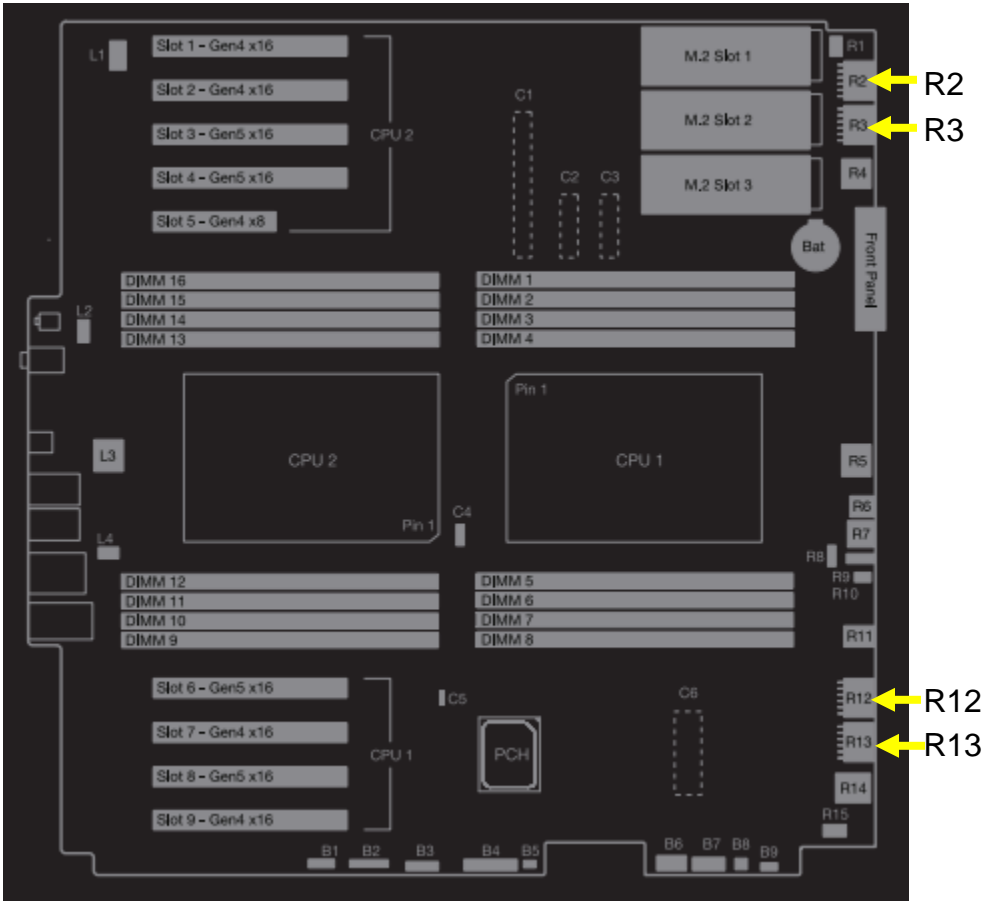 L1
Slot 1 - Gen4 x16
Slot 2 - Gen4 x16
Slot 3 - Gen5 x16
Slot 4 - Gen5 x16
Slot 5 - Gen4 x8
CPU 2
C1
C2
C3
M.2 Slot 1
M.2 Slot 2
M.2 Slot 3
R1
R2
R2
R3
R3
R4
Bat
Front Panel
L2
DIMM 16
DIMM 15
DIMM 14
DIMM 13
DIMM 1
DIMM 2
DIMM 3
DIMM 4
L3
CPU 2
Pin 1
Pin 1
CPU 1
C4
L4
R5
R6
R7
R8
R9
R10
DIMM 12
DIMM 11
DIMM 10
DIMM 9
DIMM 5
DIMM 6
DIMM 7
DIMM 8
R11
Slot 6 - Gen5 x16
Slot 7 - Gen4 x16
Slot 8 - Gen5 x16
Slot 9 - Gen4 x16
CPU 1
C5
PCH
C6
R12
R12
R13
R13
R14
R15
B1
B2
B3
B4
B5
B6
B7
B8
B9